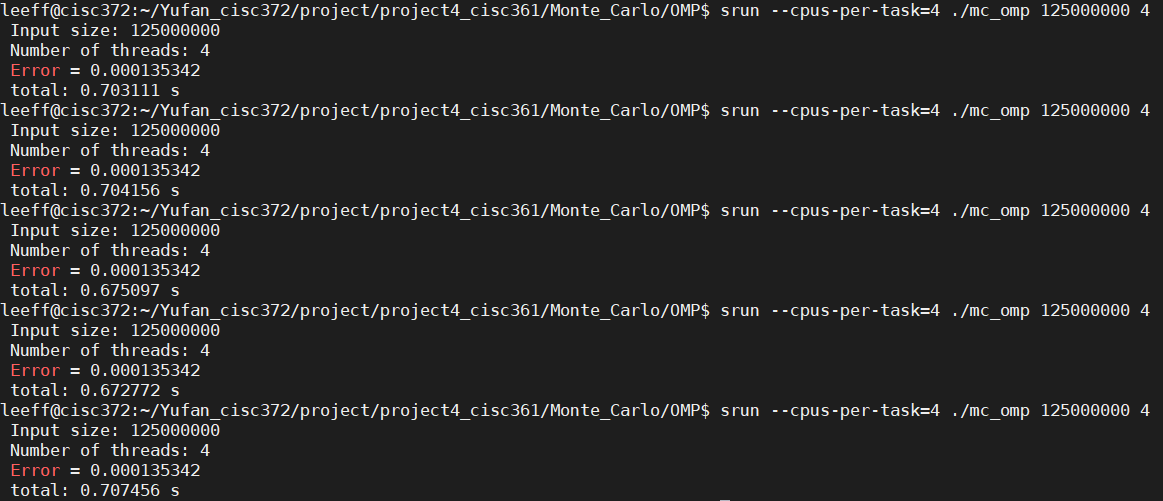 leeff@cisc372:~/Yufan_cisc372/project/project4_cisc361/Monte_Carlo/OMP$ srun --cpus-per-task=4 ./mc_omp 125000000 4
Input size: 125000000
Number of threads: 4
Error = 0.000135342
total: 0.703111 s
leeff@cisc372:~/Yufan_cisc372/project/project4_cisc361/Monte_Carlo/OMP$ srun --cpus-per-task=4 ./mc_omp 125000000 4
Input size: 125000000
Number of threads: 4
Error = 0.000135342
total: 0.704156 s
leeff@cisc372:~/Yufan_cisc372/project/project4_cisc361/Monte_Carlo/OMP$ srun --cpus-per-task=4 ./mc_omp 125000000 4
Input size: 125000000
Number of threads: 4
Error = 0.000135342
total: 0.675097 s
leeff@cisc372:~/Yufan_cisc372/project/project4_cisc361/Monte_Carlo/OMP$ srun --cpus-per-task=4 ./mc_omp 125000000 4
Input size: 125000000
Number of threads: 4
Error = 0.000135342
total: 0.672772 s
leeff@cisc372:~/Yufan_cisc372/project/project4_cisc361/Monte_Carlo/OMP$ srun --cpus-per-task=4 ./mc_omp 125000000 4
Input size: 125000000
Number of threads: 4
Error = 0.000135342
total: 0.707456 s